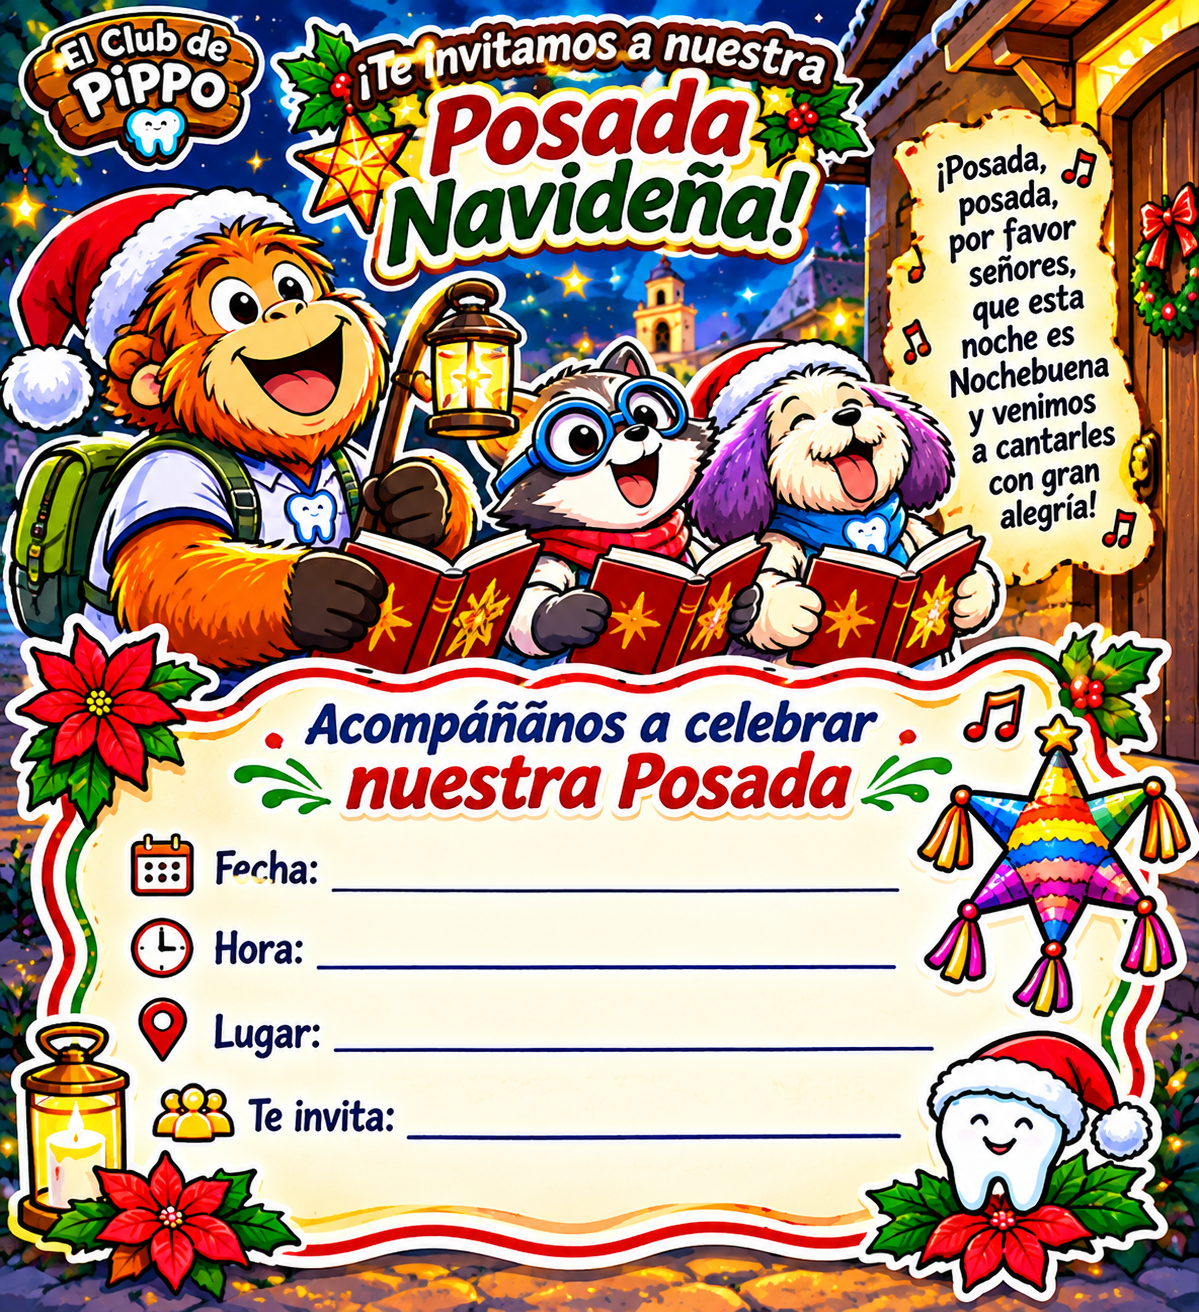 El Club de
PiPPO
¡Te invitamos a nuestra
Posada
Navideña!
¡Posada,
posada,
por favor
señores,
que esta
noche es
Nochebuena
y venimos
a cantarles
con gran
alegría!
Acompáññãnos a celebrar
nuestra Posada
Fecha:
Hora:
Lugar:
Te invita: